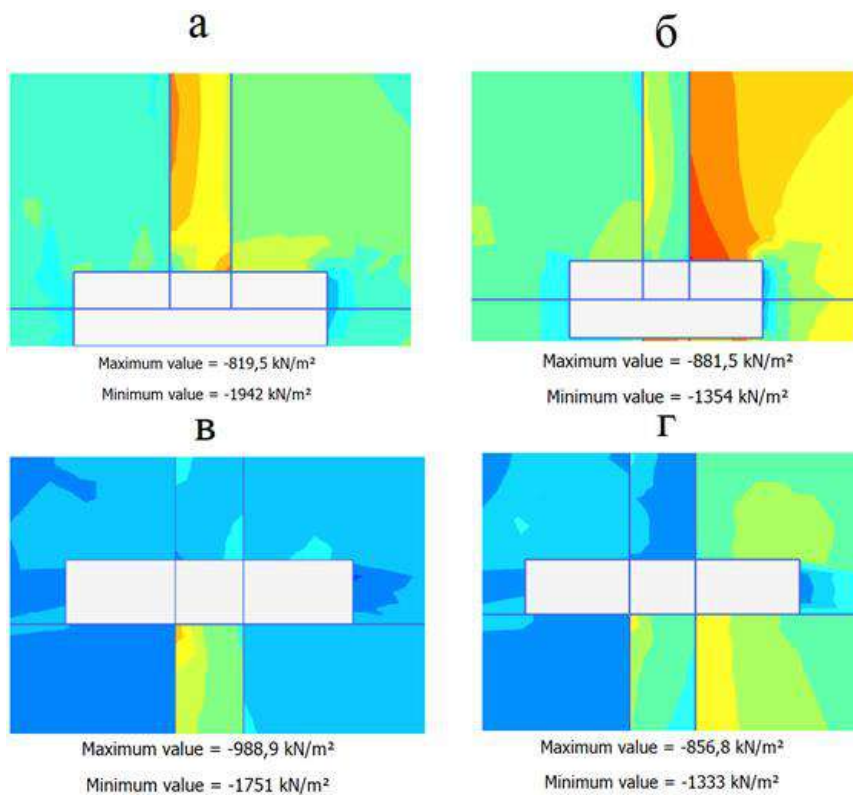 а
б
Maximum value = -819,5 kN/m²
Minimum value = -1942 kN/m²
Maximum value = -881,5 kN/m²
Minimum value = -1354 kN/m²
в
г
Maximum value = -988,9 kN/m²
Minimum value = -1751 kN/m²
Maximum value = -856,8 kN/m²
Minimum value = -1333 kN/m²